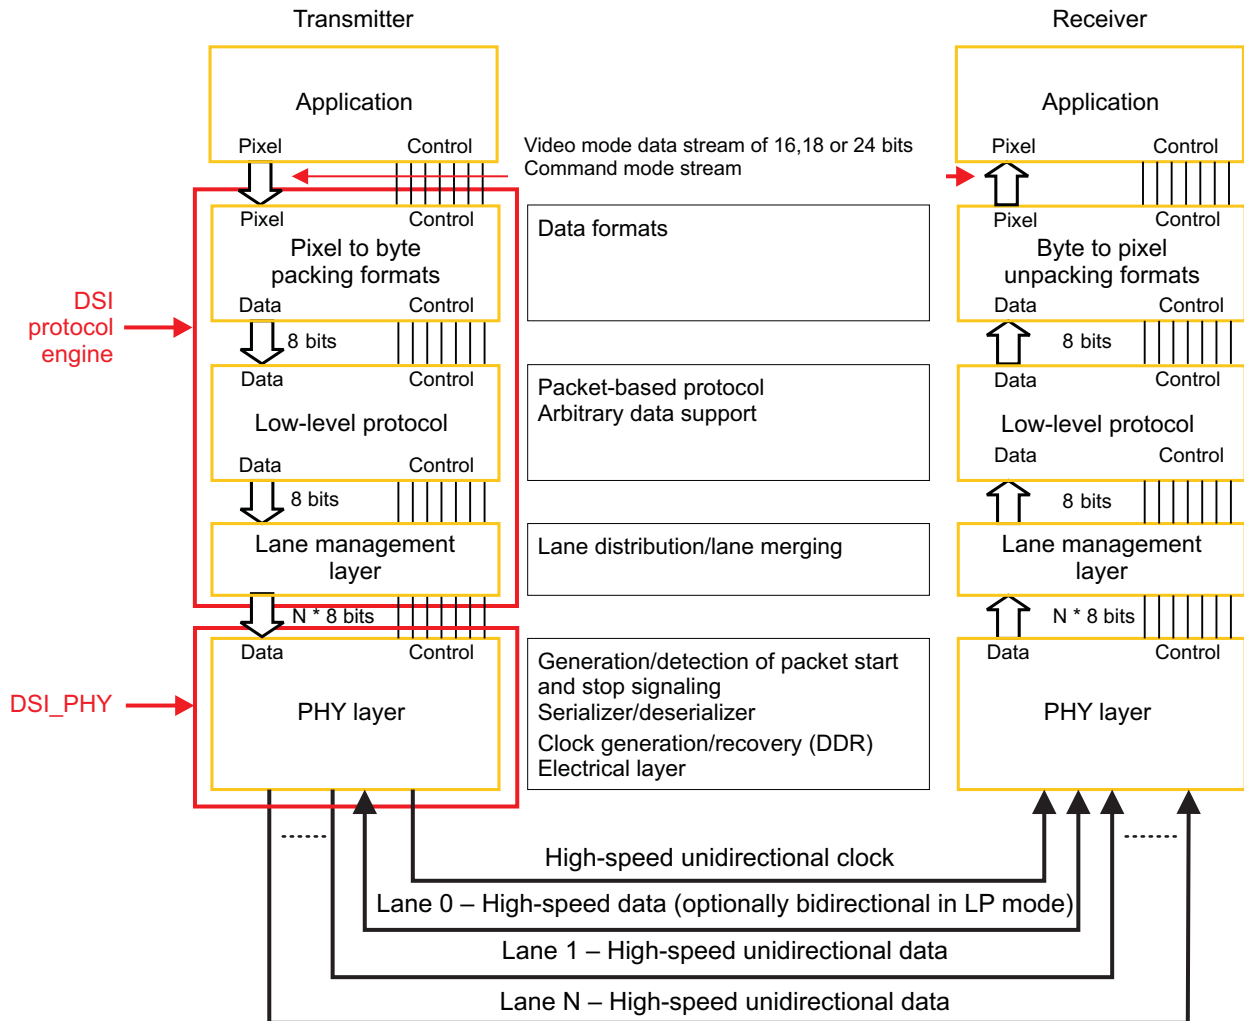 Transmitter
Receiver
Application
Pixel
Control
Video mode data stream of 16,18 or 24 bits
Command mode stream
Application
Pixel
Control
DSI
protocol
engine
Pixel
Control
Pixel to byte
packing formats
Data
Control
Data formats
Pixel
Control
Byte to pixel
unpacking formats
Data
Control
8 bits
8 bits
Data
Control
Low-level protocol
Data
Control
Packet-based protocol
Arbitrary data support
Data
Control
Low-level protocol
Data
Control
8 bits
8 bits
Lane management
layer
Lane distribution/lane merging
Lane management
layer
N * 8 bits
N * 8 bits
DSI_PHY
Data
Control
PHY layer
Generation/detection of packet start
and stop signaling
Serializer/deserializer
Clock generation/recovery (DDR)
Electrical layer
Data
Control
PHY layer
High-speed unidirectional clock
Lane 0 – High-speed data (optionally bidirectional in LP mode)
Lane 1 – High-speed unidirectional data
Lane N – High-speed unidirectional data